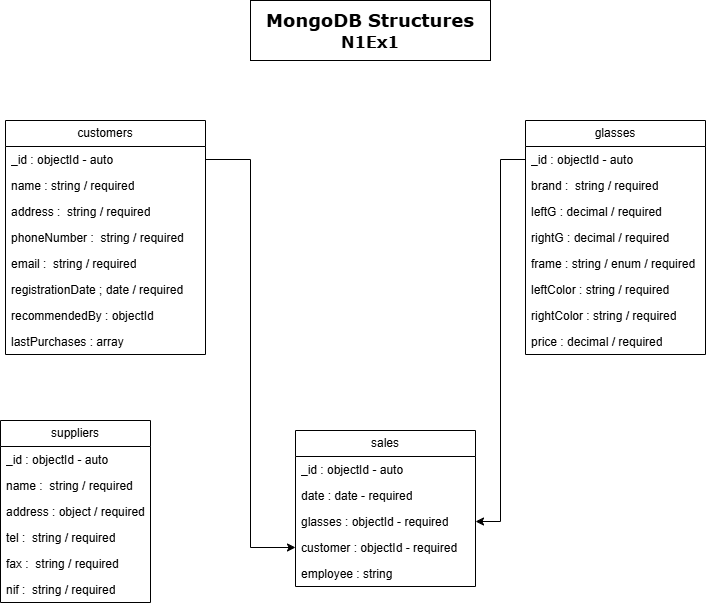 MongoDB Structures
N1Ex1
customers
_id : objectId - auto
name : string / required
address : string / required
phoneNumber : string / required
email : string / required
registrationDate ; date / required
recommendedBy : objectId
lastPurchases : array
glasses
_id : objectId - auto
brand : string / required
leftG : decimal / required
rightG : decimal / required
frame : string / enum / required
leftColor : string / required
rightColor : string / required
price : decimal / required
suppliers
_id : objectId - auto
name : string / required
address : object / required
tel : string / required
fax : string / required
nif : string / required
sales
_id : objectId - auto
date : date - required
glasses : objectId - required
customer : objectId - required
employee : string